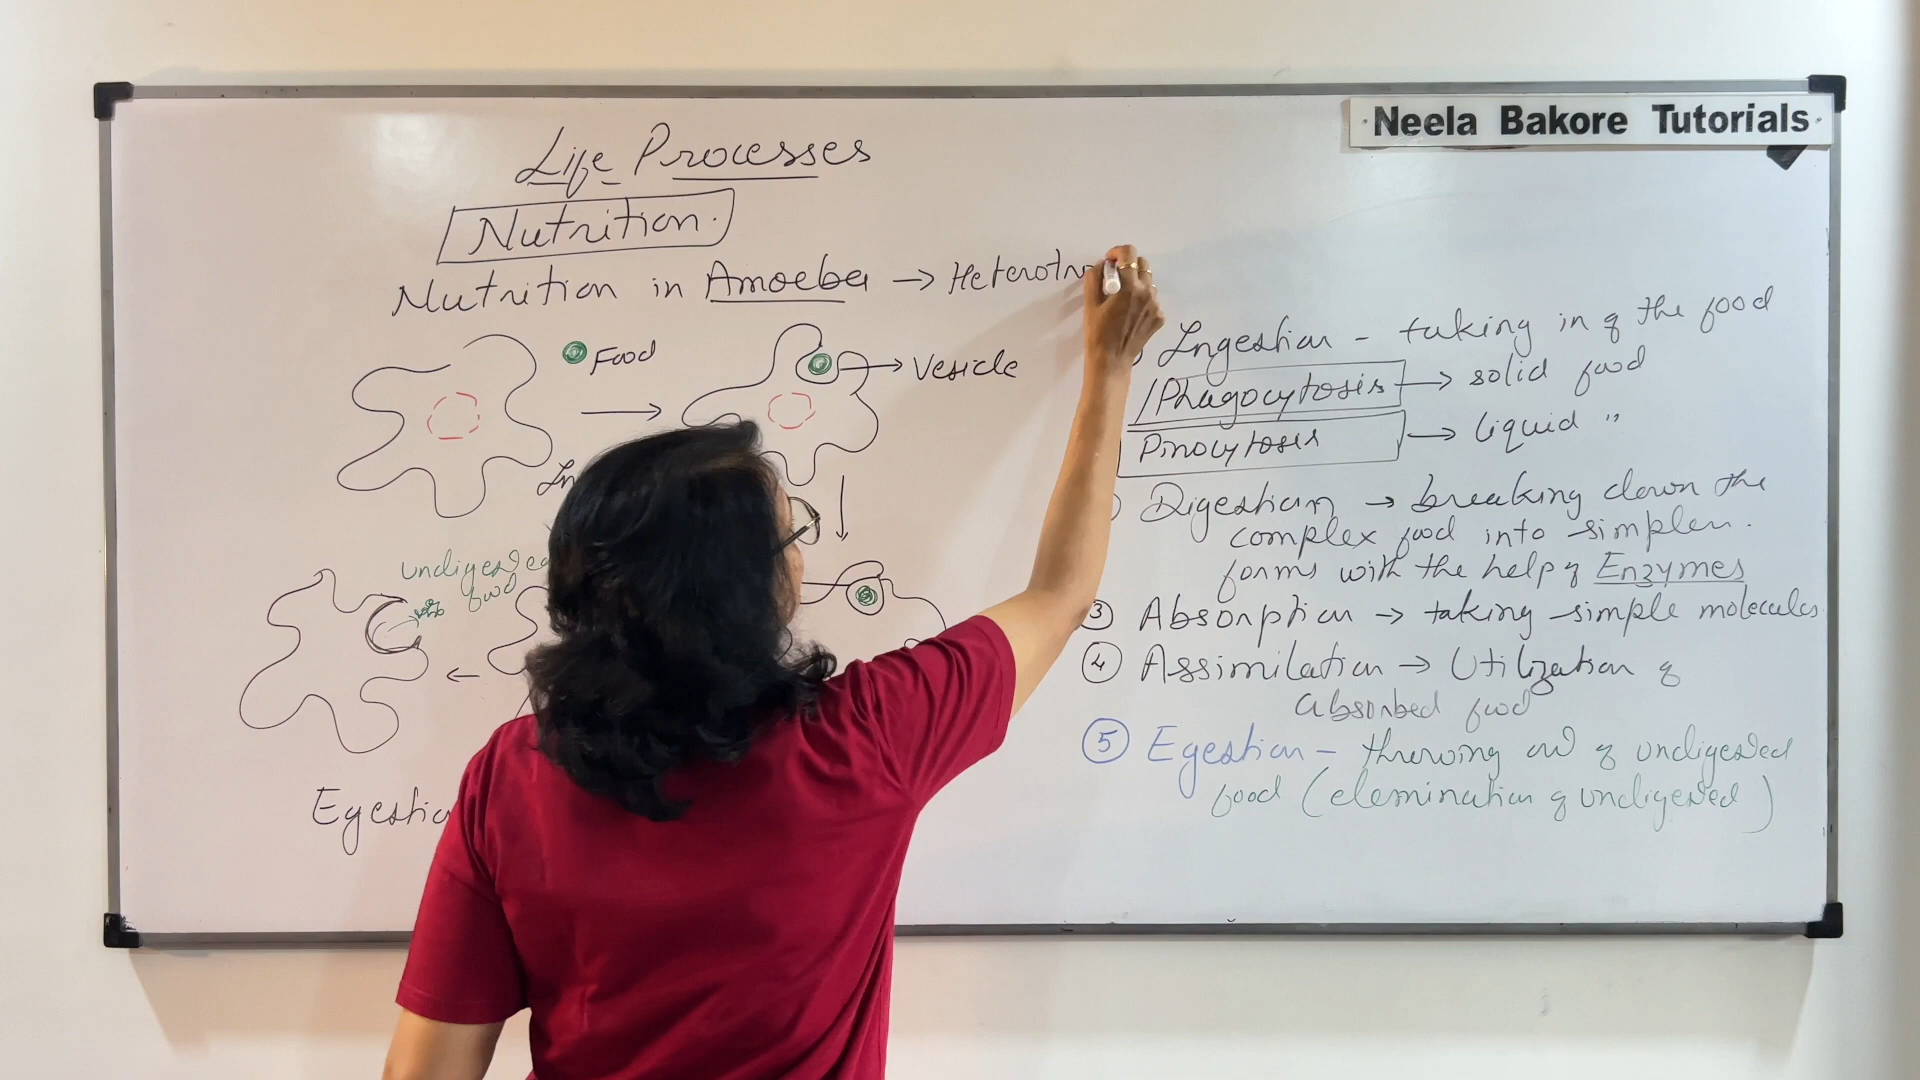 Neela Bakore Tutorials
Life Processes
Nutrition.
Nutrition in Amoeba → Heterotro
Food
Vesicle
In
undigested
food
Egestio
Ingestion - taking in of the food
Phagocytosis → solid food
Pinocytosis → liquid "
Digestion → breaking down the
complex food into simpler.
forms with the help of Enzymes
③ Absorption → taking simple molecules
④ Assimilation → Utilization of
absorbed food
⑤ Egestion - throwing out of undigested
food (elemination of undigested)